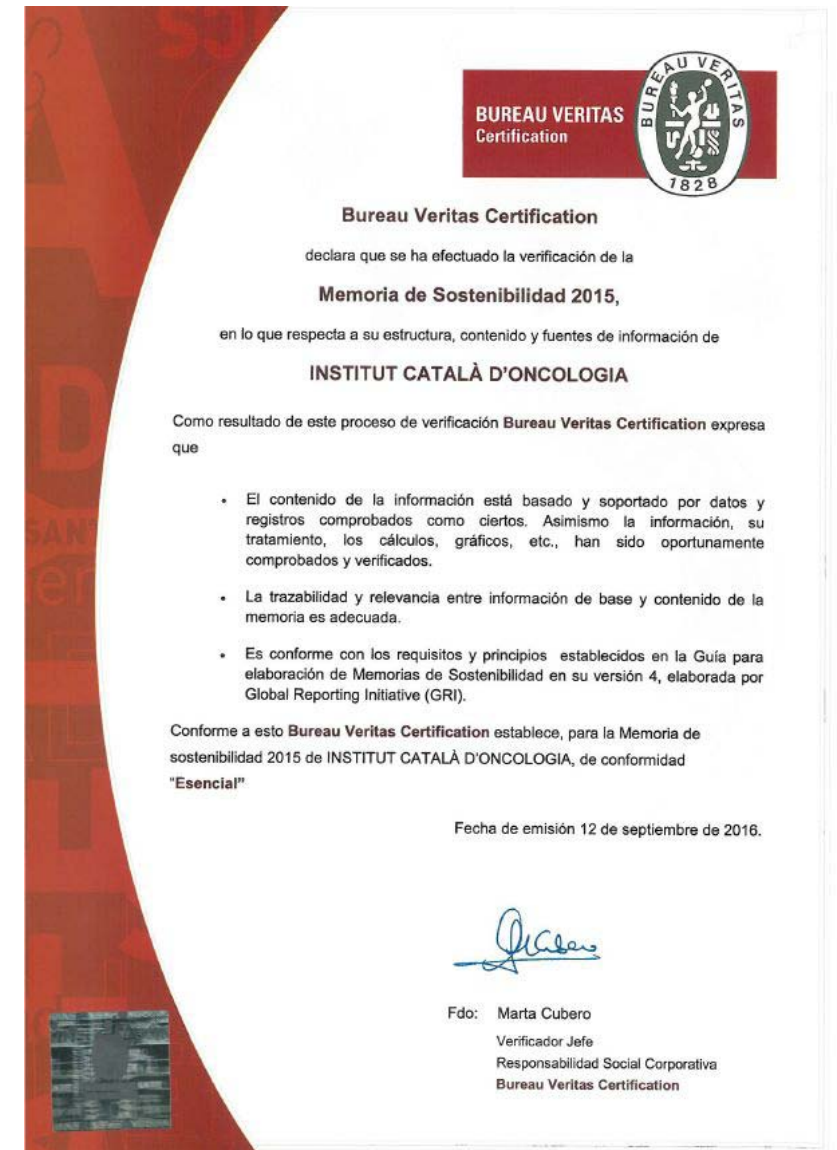 BUREAU VERITAS
Certification
BUREAU VERITAS
1828
Bureau Veritas Certification
declara que se ha efectuado la verificación de la
Memoria de Sostenibilidad 2015,
en lo que respecta a su estructura, contenido y fuentes de información de
INSTITUT CATALÀ D'ONCOLOGIA
Como resultado de este proceso de verificación Bureau Veritas Certification expresa
que
• El contenido de la información está basado y soportado por datos y
registros comprobados como ciertos. Asimismo la información, su
tratamiento, los cálculos, gráficos, etc., han sido oportunamente
comprobados y verificados.
• La trazabilidad y relevancia entre información de base y contenido de la
memoria es adecuada.
• Es conforme con los requisitos y principios establecidos en la Guía para
elaboración de Memorias de Sostenibilidad en su versión 4, elaborada por
Global Reporting Initiative (GRI).
Conforme a esto Bureau Veritas Certification establece, para la Memoria de
sostenibilidad 2015 de INSTITUT CATALÀ D'ONCOLOGIA, de conformidad
"Esencial"
Fecha de emisión 12 de septiembre de 2016.
Fdo: Marta Cubero
Verificador Jefe
Responsabilidad Social Corporativa
Bureau Veritas Certification